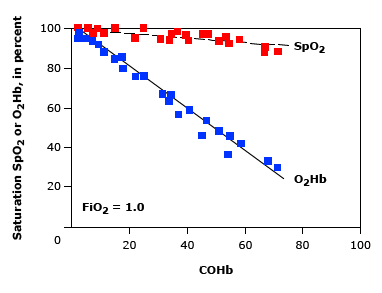 Saturation SpO₂ or O₂Hb, in percent
100
80
60
40
20
0
SpO₂
O₂Hb
FiO₂ = 1.0
20
40
60
80
100
COHb